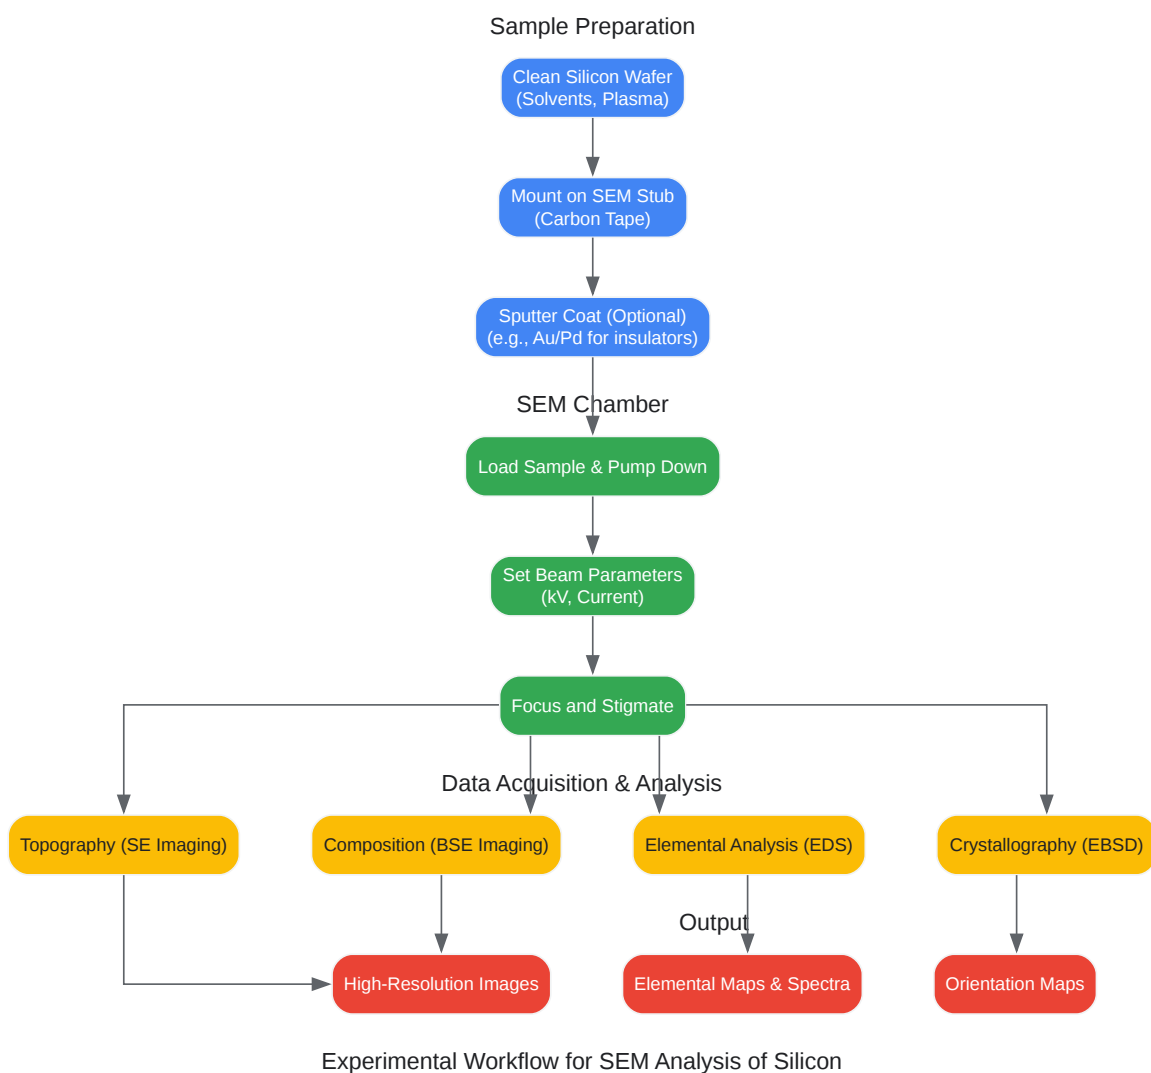 Sample Preparation
Clean Silicon Wafer
(Solvents, Plasma)
Mount on SEM Stub
(Carbon Tape)
Sputter Coat (Optional)
(e.g., Au/Pd for insulators)
SEM Chamber
Load Sample & Pump Down
Set Beam Parameters
(kV, Current)
Focus and Stigmate
Data Acquisition & Analysis
Topography (SE Imaging)
Composition (BSE Imaging)
Elemental Analysis (EDS)
Crystallography (EBSD)
Output
High-Resolution Images
Elemental Maps & Spectra
Orientation Maps
Experimental Workflow for SEM Analysis of Silicon